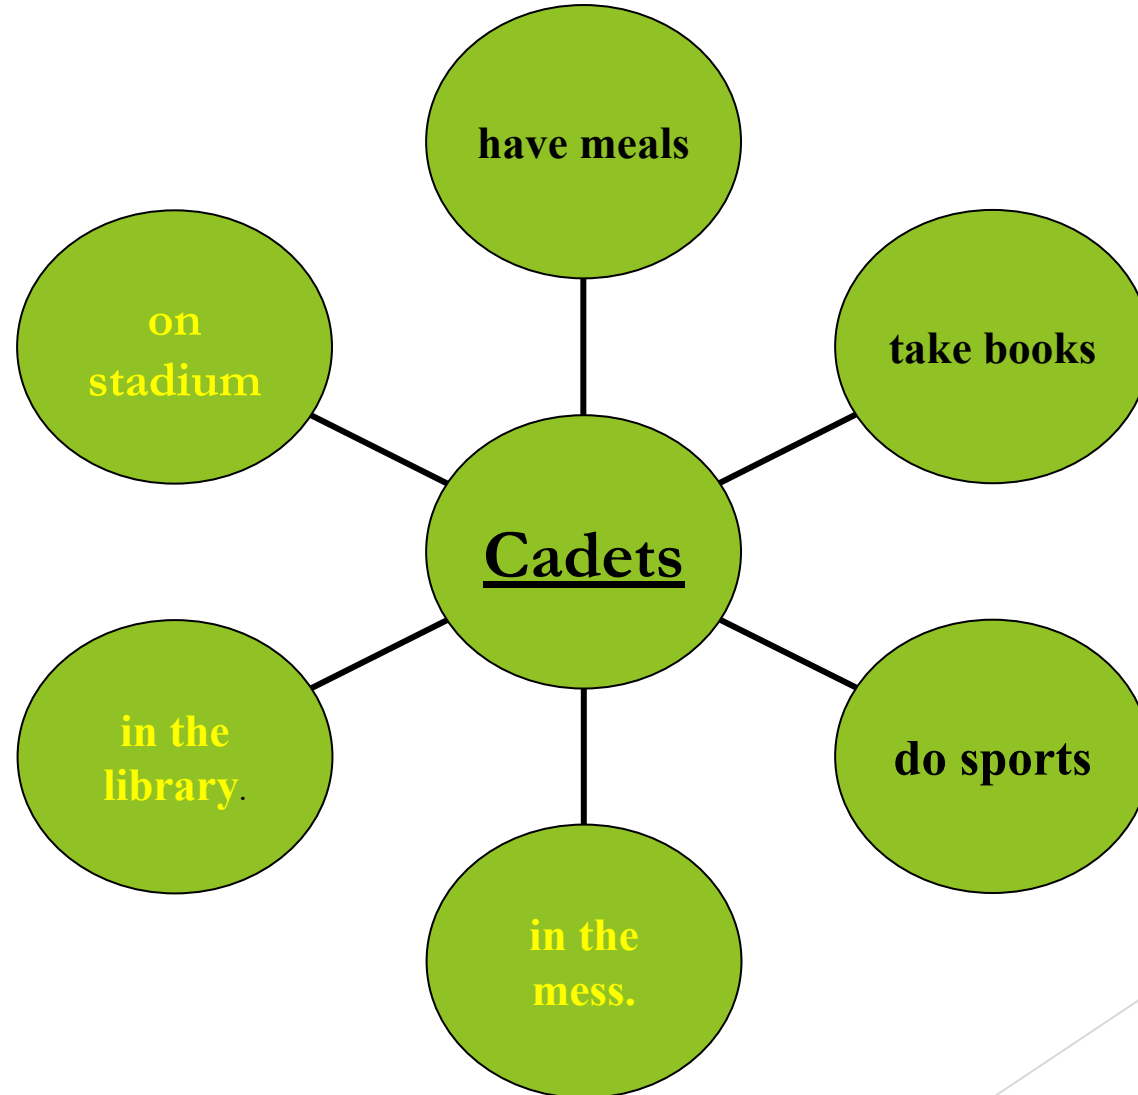 have meals
on
stadium
take books
Cadets
in the
library.
do sports
in the
mess.